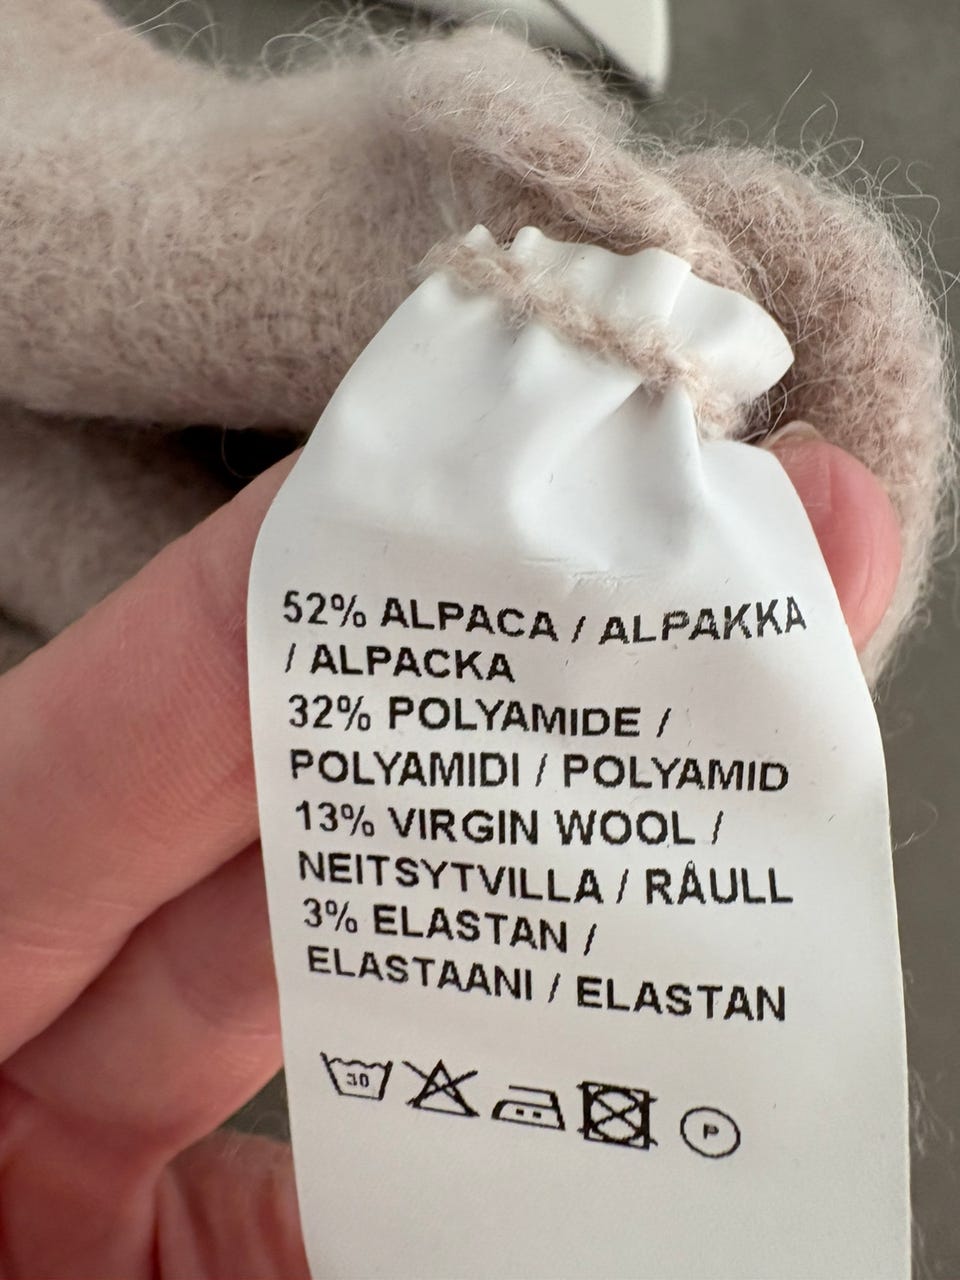 52% ALPACA / ALPAKKA
/ ALPACKA
32% POLYAMIDE /
POLYAMIDI / POLYAMID
13% VIRGIN WOOL /
NEITSYTVILLA / RÅULL
3% ELASTAN /
ELASTAANI / ELASTAN
30 P